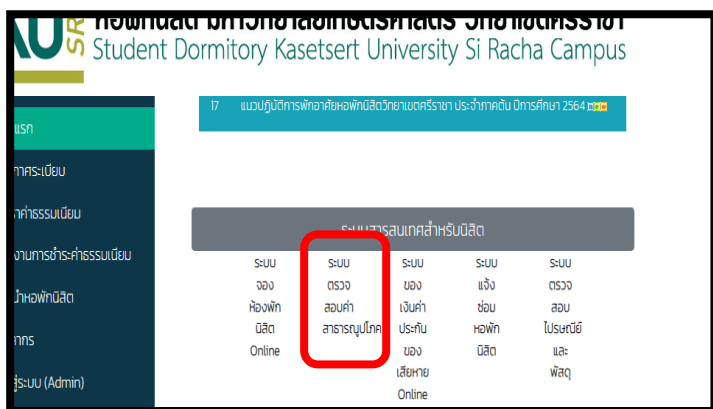 Student Dormitory Kasetsert University Si Racha Campus
17 แนวปฏิบัติการพักอาศัยหอพักนิสิตวิทยาเขตศรีราชา ประจำภาคต้น ปีการศึกษา 2564
แรก
กาศระเบียบ
าค่าธรรมเนียม
งานการชำระค่าธรรมเนียม
นำหอพักนิสิต
ากร
สู่ระบบ (Admin)
ระบบสารสนเทศสำหรับนิสิต
ระบบ ระบบ ระบบ ระบบ ระบบ
จอง ตรวจ ของ แจ้ง ตรวจ
ห้องพัก สอบค่า เงินค่า ซ่อม สอบ
นิสิต สาธารณูปโภค ประกัน หอพัก ไปรษณีย์
Online ของ นิสิต และ
เสียหาย พัสดุ
Online